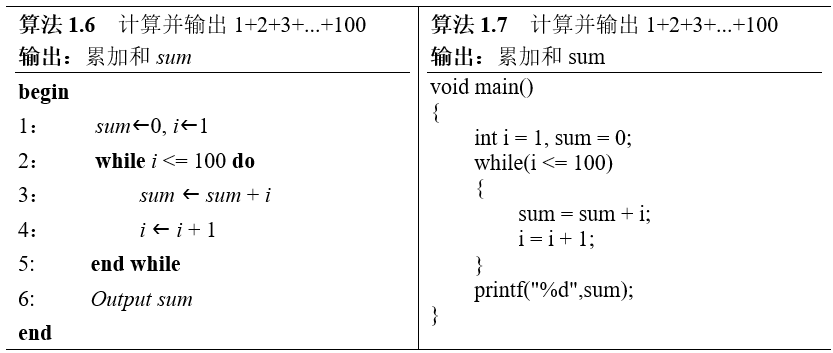 算法 1.6 计算并输出 1+2+3+...+100
输出：累加和 sum
begin
1： sum←0, i←1
2： while i <= 100 do
3： sum ← sum + i
4： i ← i + 1
5: end while
6: Output sum
end
算法 1.7 计算并输出 1+2+3+...+100
输出：累加和 sum
void main()
{
int i = 1, sum = 0;
while(i <= 100)
{
sum = sum + i;
i = i + 1;
}
printf("%d",sum);
}